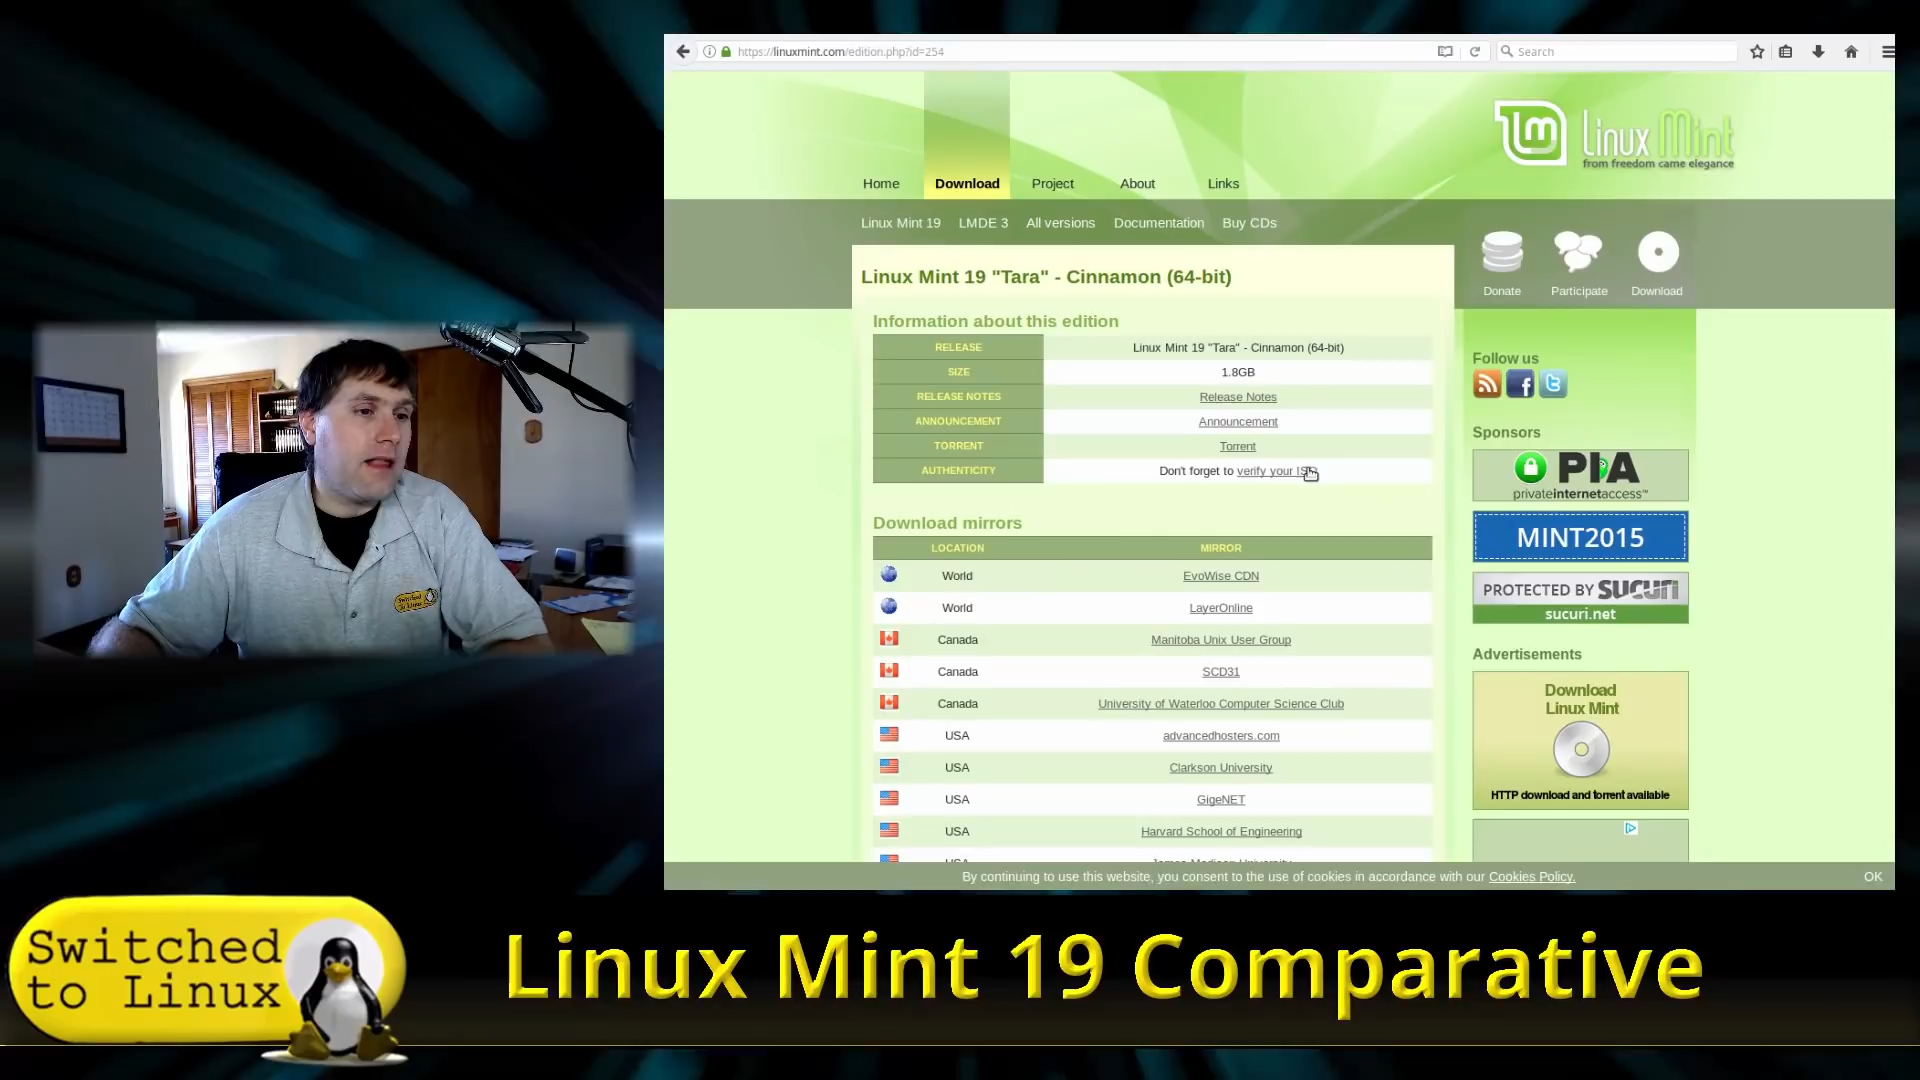 https://linuxmint.com/edition.php?id=254
Search
Linux Mint
from freedom came elegance
Home
Download
Project
About
Links
Linux Mint 19
LMDE 3
All versions
Documentation
Buy CDs
Donate
Participate
Download
Linux Mint 19 "Tara" - Cinnamon (64-bit)
Information about this edition
RELEASE
Linux Mint 19 "Tara" - Cinnamon (64-bit)
SIZE
1.8GB
RELEASE NOTES
Release Notes
ANNOUNCEMENT
Announcement
TORRENT
Torrent
AUTHENTICITY
Don't forget to verify your
Download mirrors
LOCATION
MIRROR
World
EvoWise CDN
World
LayerOnline
Canada
Manitoba Unix User Group
Canada
SCD31
Canada
University of Waterloo Computer Science Club
USA
advancedhosters.com
USA
Clarkson University
USA
GigeNET
USA
Harvard School of Engineering
Follow us
Sponsors
PIA
privateinternetaccess™
MINT2015
PROTECTED BY SUCURI
sucuri.net
Advertisements
Download
Linux Mint
HTTP download and torrent available
By continuing to use this website, you consent to the use of cookies in accordance with our Cookies Policy.
OK
Switched
to Linux
Switched
to Linux
Linux Mint 19 Comparative